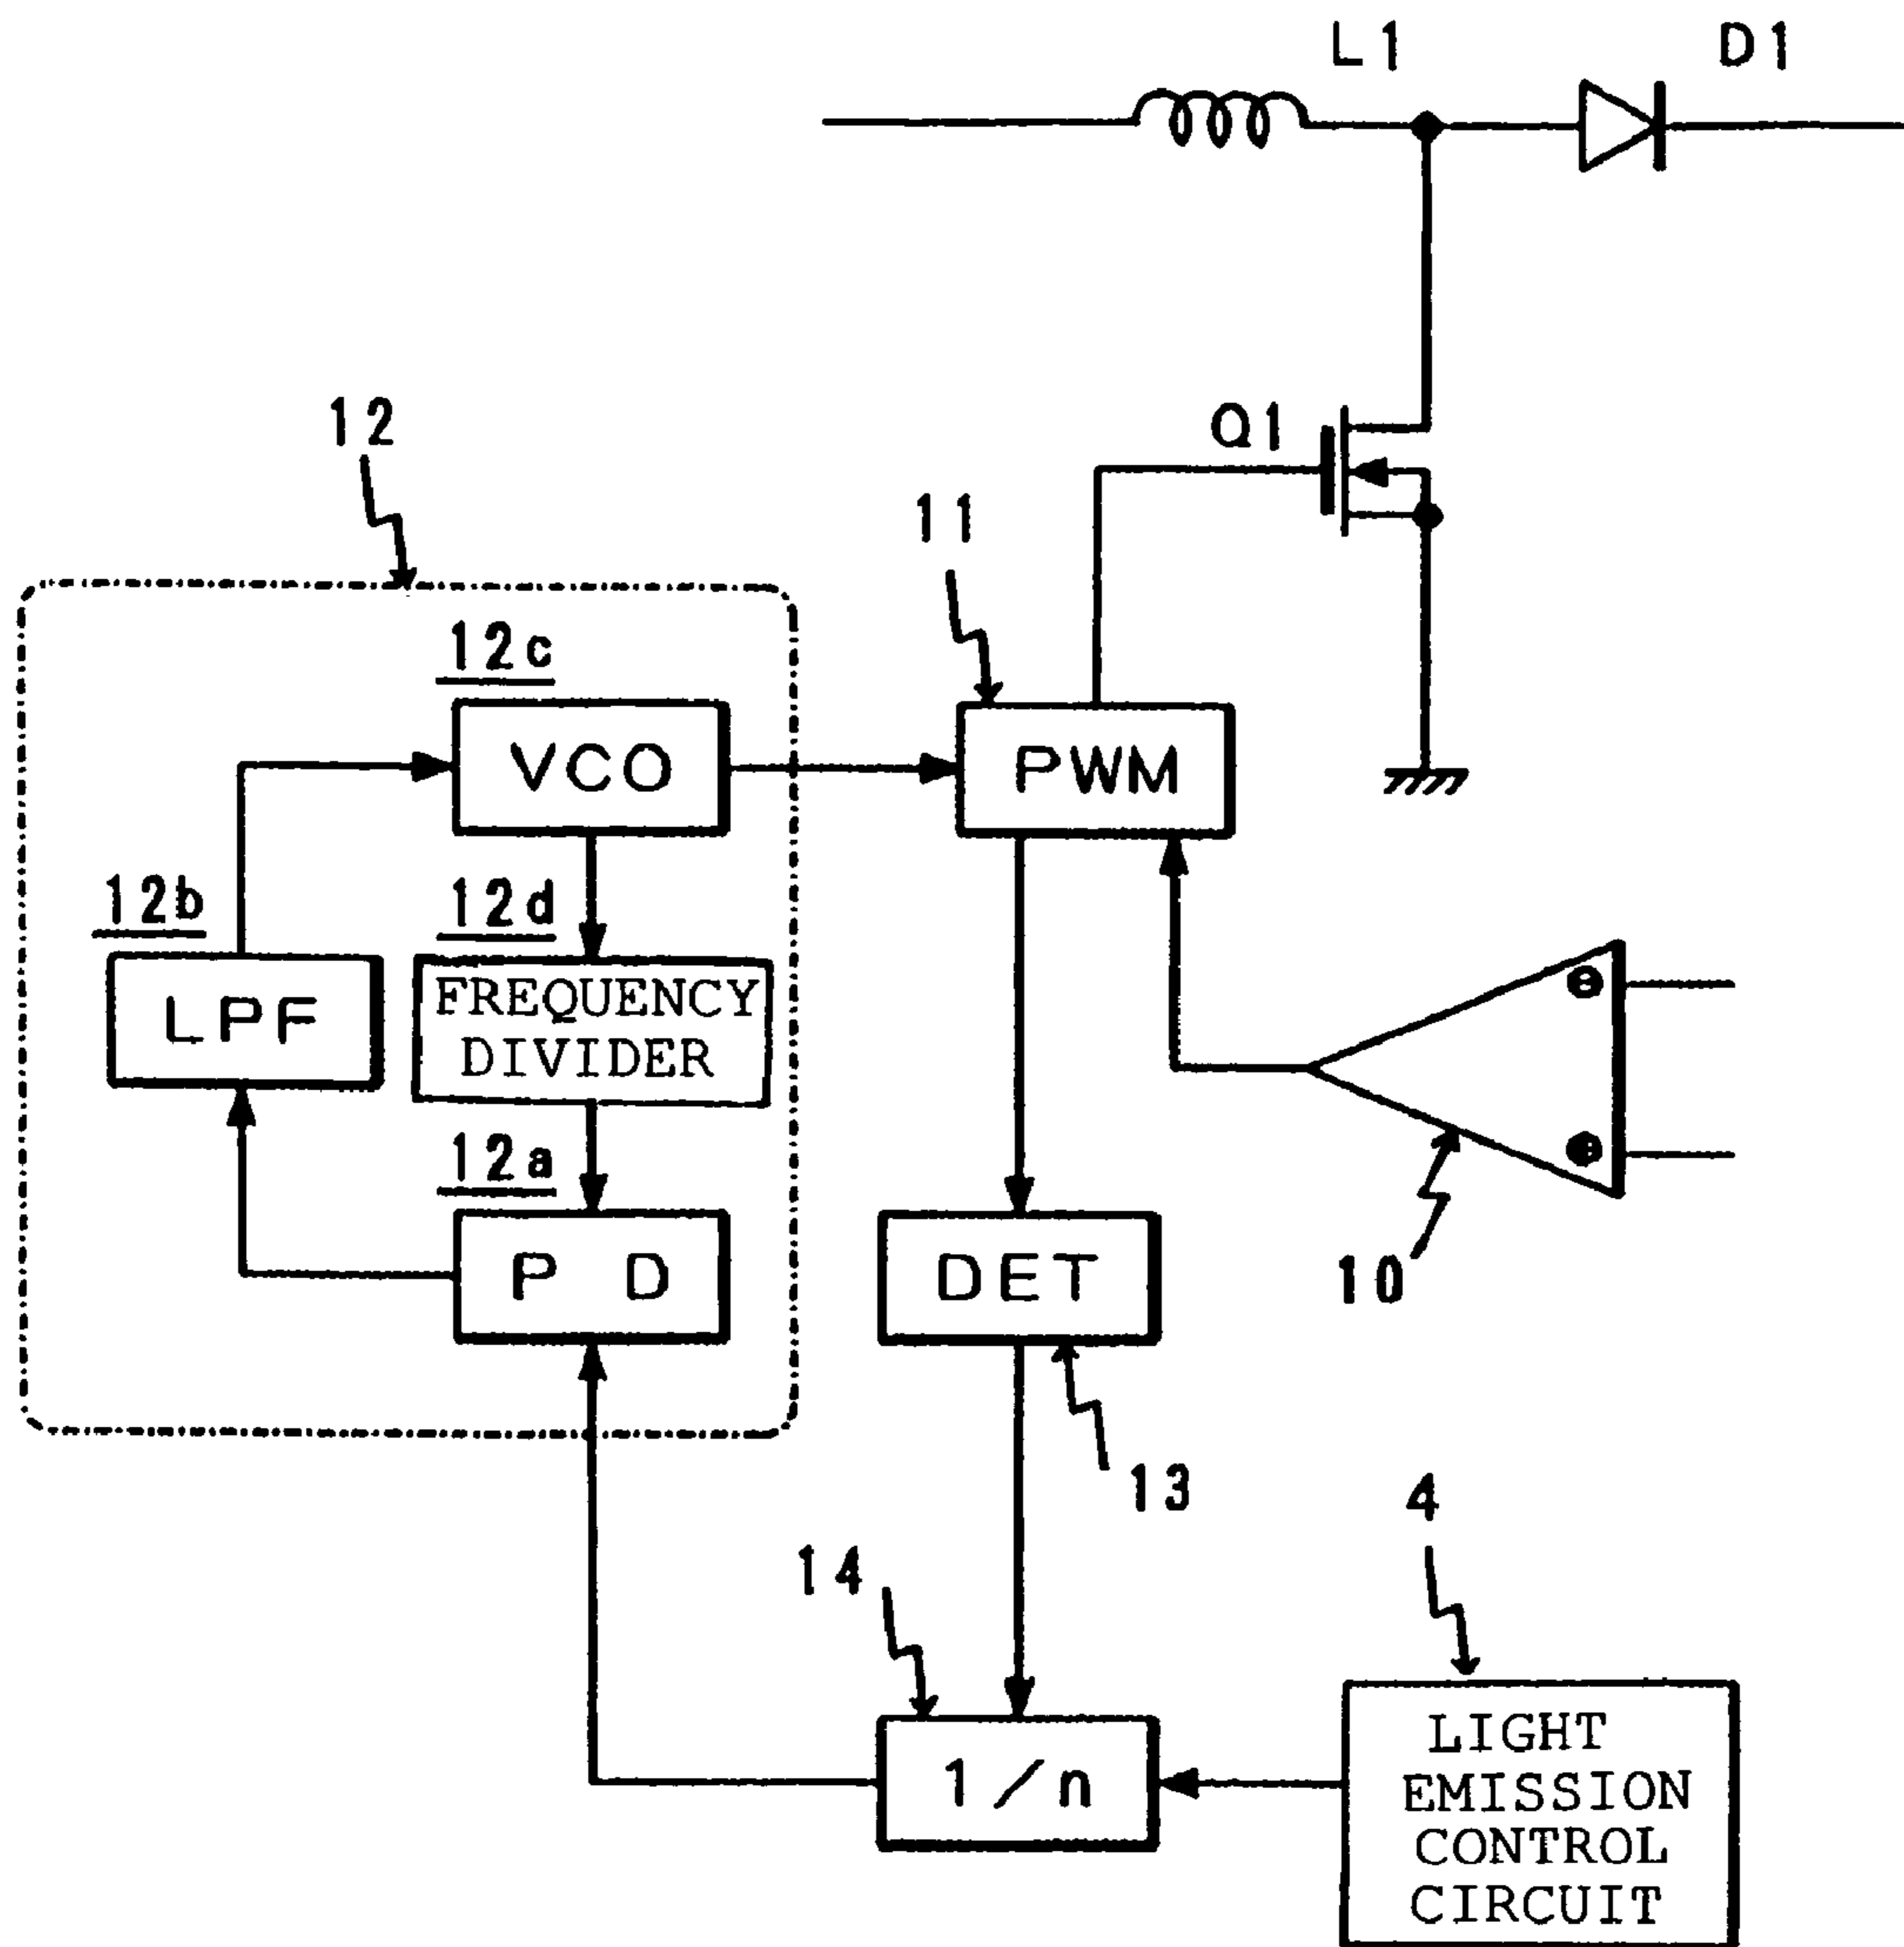 L1
D1
Q1
12
11
12c
VCO
PWM
12b
12d
LPF
FREQUENCY
DIVIDER
12a
P D
DET
10
13
4
14
1/n
LIGHT
EMISSION
CONTROL
CIRCUIT